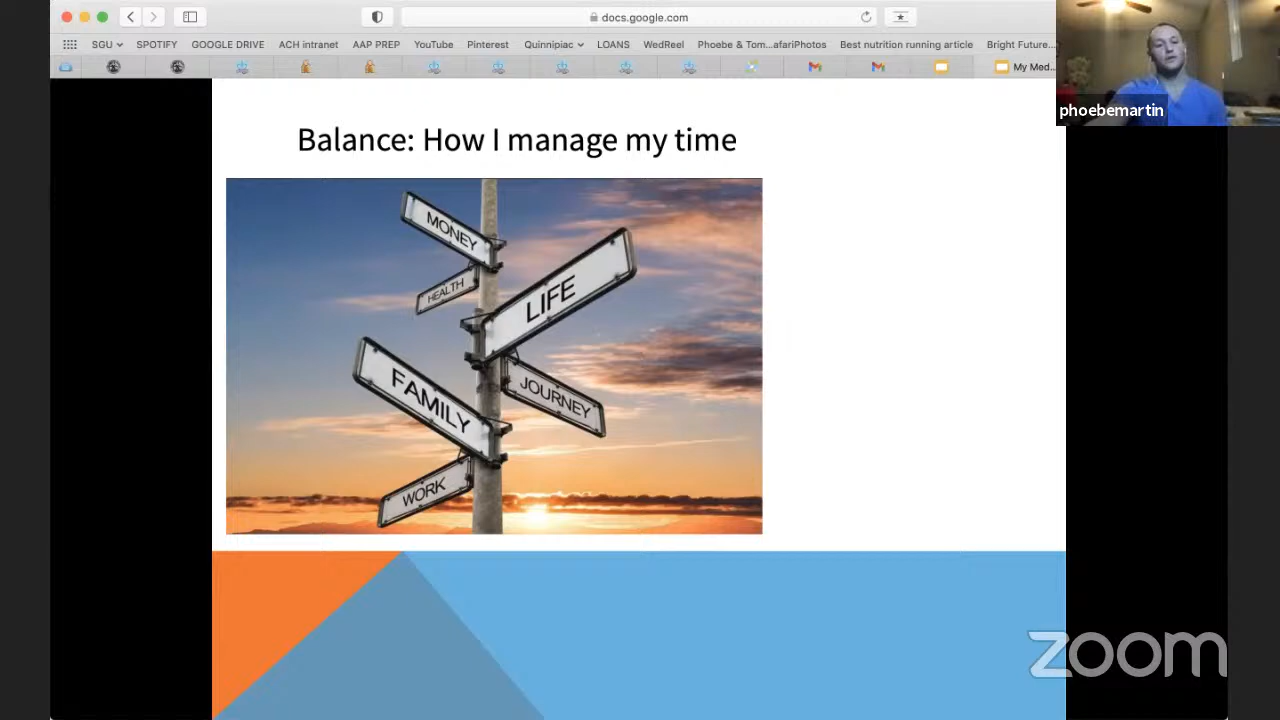 docs.google.com
SGU SPOTIFY GOOGLE DRIVE ACH intranet AAP PREP YouTube Pinterest Quinnipiac LOANS WedReel Phoebe & Tom...afariPhotos Best nutrition running article Bright Future...
My Med...
phoebemartin
Balance: How I manage my time
MONEY
HEALTH
LIFE
FAMILY
JOURNEY
WORK
zoom